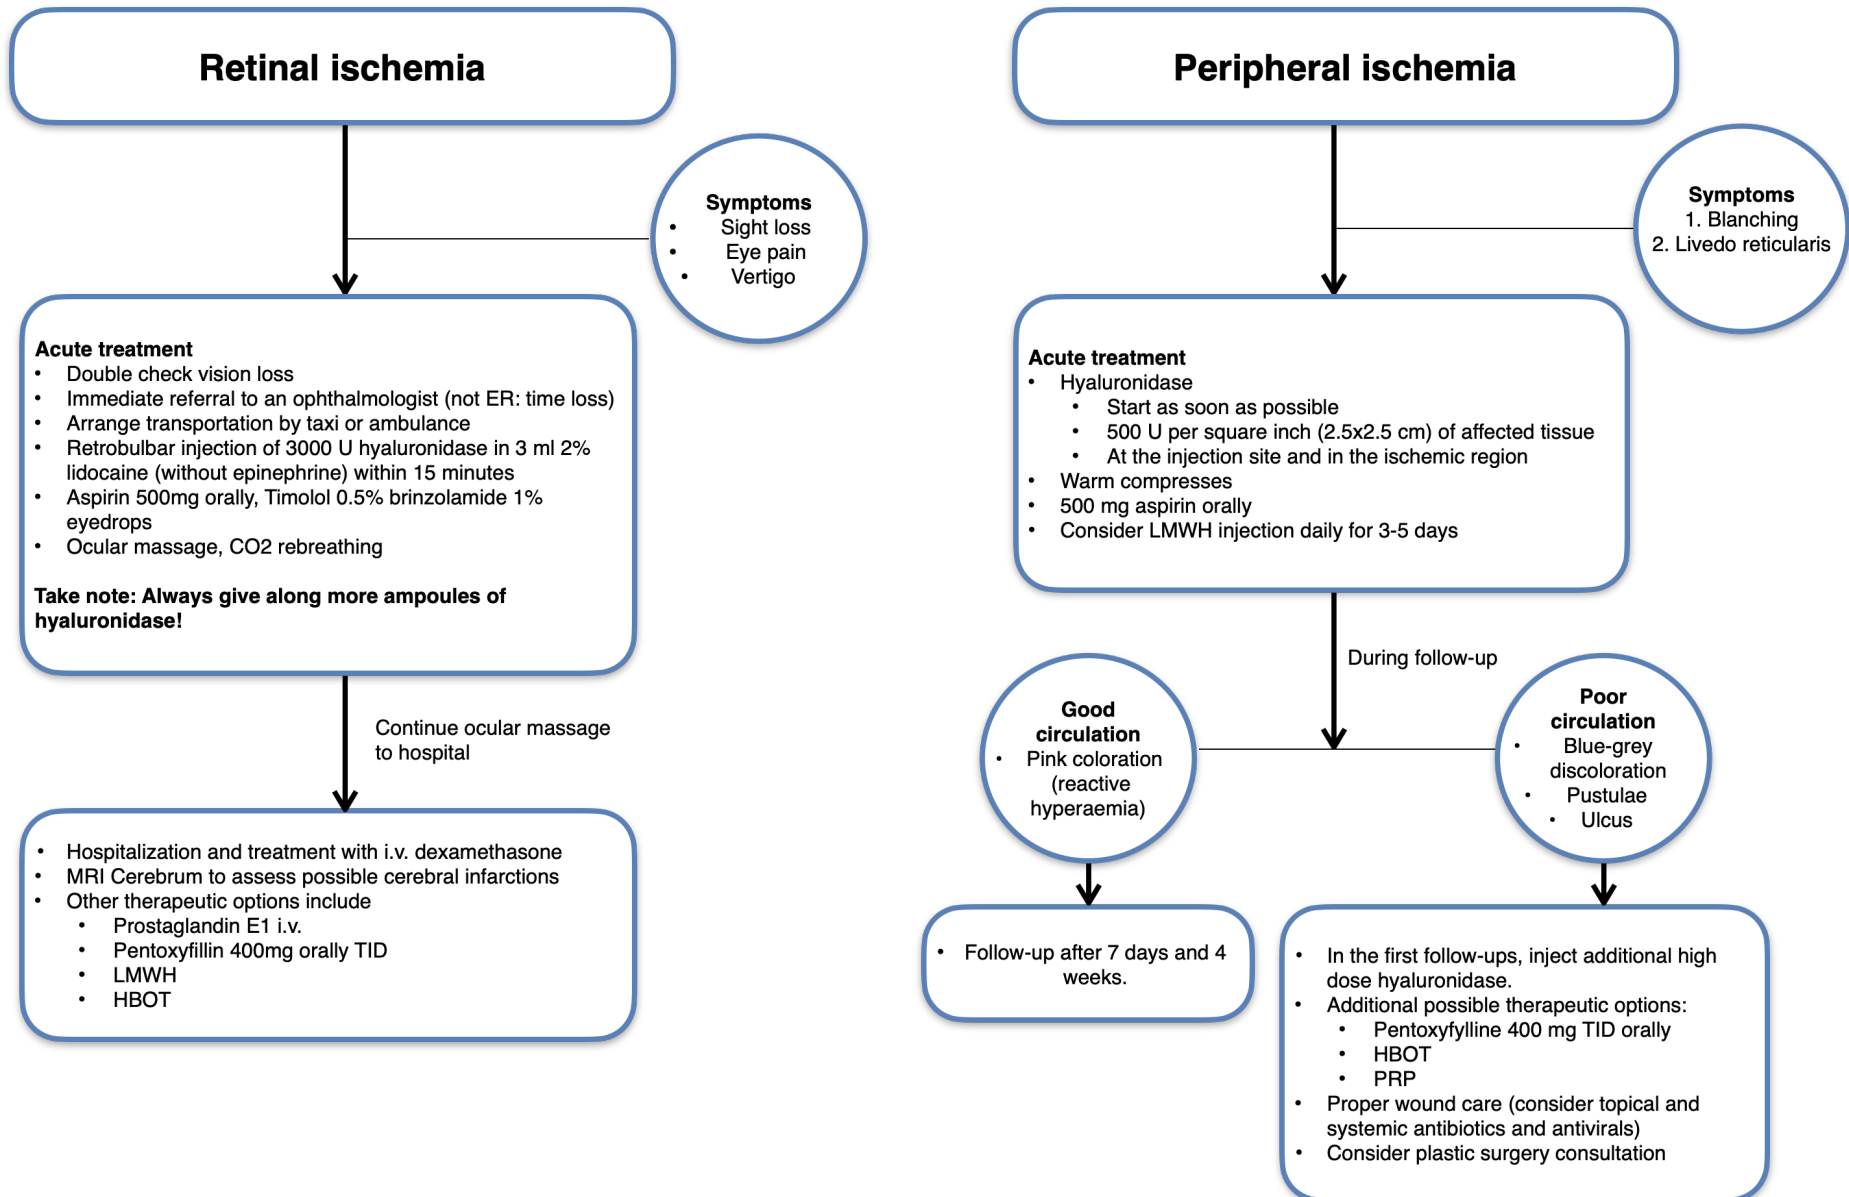 Retinal ischemia
Symptoms
• Sight loss
• Eye pain
• Vertigo
Acute treatment
• Double check vision loss
• Immediate referral to an ophthalmologist (not ER: time loss)
• Arrange transportation by taxi or ambulance
• Retrobulbar injection of 3000 U hyaluronidase in 3 ml 2%
lidocaine (without epinephrine) within 15 minutes
• Aspirin 500mg orally, Timolol 0.5% brinzolamide 1%
eyedrops
• Ocular massage, CO2 rebreathing
Take note: Always give along more ampoules of
hyaluronidase!
Continue ocular massage
to hospital
• Hospitalization and treatment with i.v. dexamethasone
• MRI Cerebrum to assess possible cerebral infarctions
• Other therapeutic options include
• Prostaglandin E1 i.v.
• Pentoxyfillin 400mg orally TID
• LMWH
• HBOT
Peripheral ischemia
Symptoms
1. Blanching
2. Livedo reticularis
Acute treatment
• Hyaluronidase
• Start as soon as possible
• 500 U per square inch (2.5x2.5 cm) of affected tissue
• At the injection site and in the ischemic region
• Warm compresses
• 500 mg aspirin orally
• Consider LMWH injection daily for 3-5 days
During follow-up
Good
circulation
• Pink coloration
(reactive
hyperaemia)
• Follow-up after 7 days and 4
weeks.
Poor
circulation
• Blue-grey
discoloration
• Pustulae
• Ulcus
• In the first follow-ups, inject additional high
dose hyaluronidase.
• Additional possible therapeutic options:
• Pentoxyfylline 400 mg TID orally
• HBOT
• PRP
• Proper wound care (consider topical and
systemic antibiotics and antivirals)
• Consider plastic surgery consultation